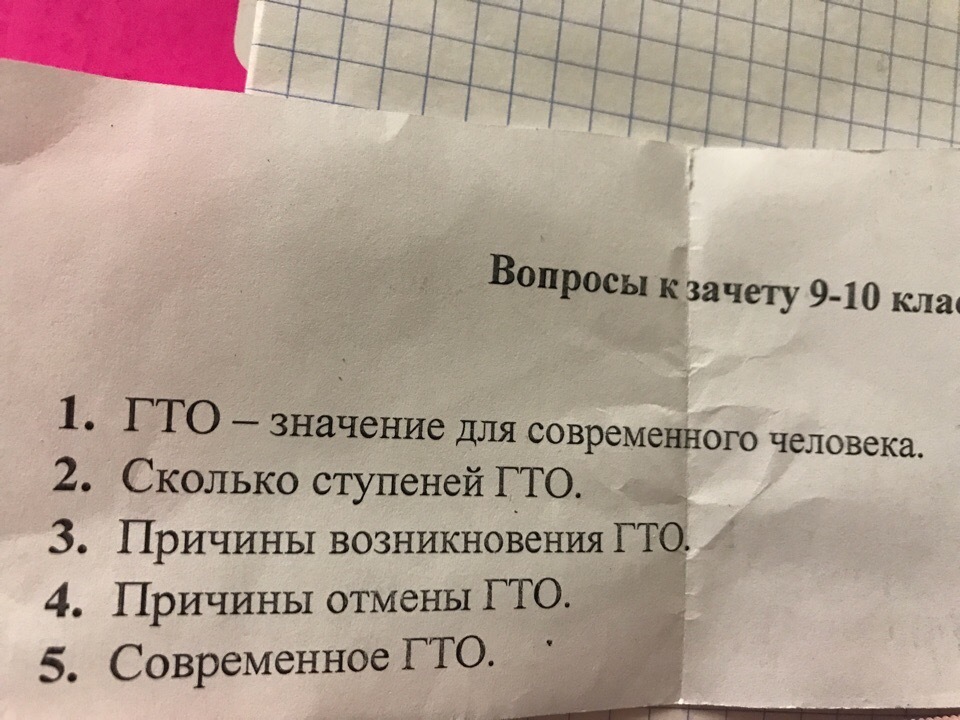 Вопросы к зачету 9-10
1. ГТО – значение для современного человека.
2. Сколько ступеней ГТО.
3. Причины возникновения ГТО.
4. Причины отмены ГТО.
5. Современное ГТО.